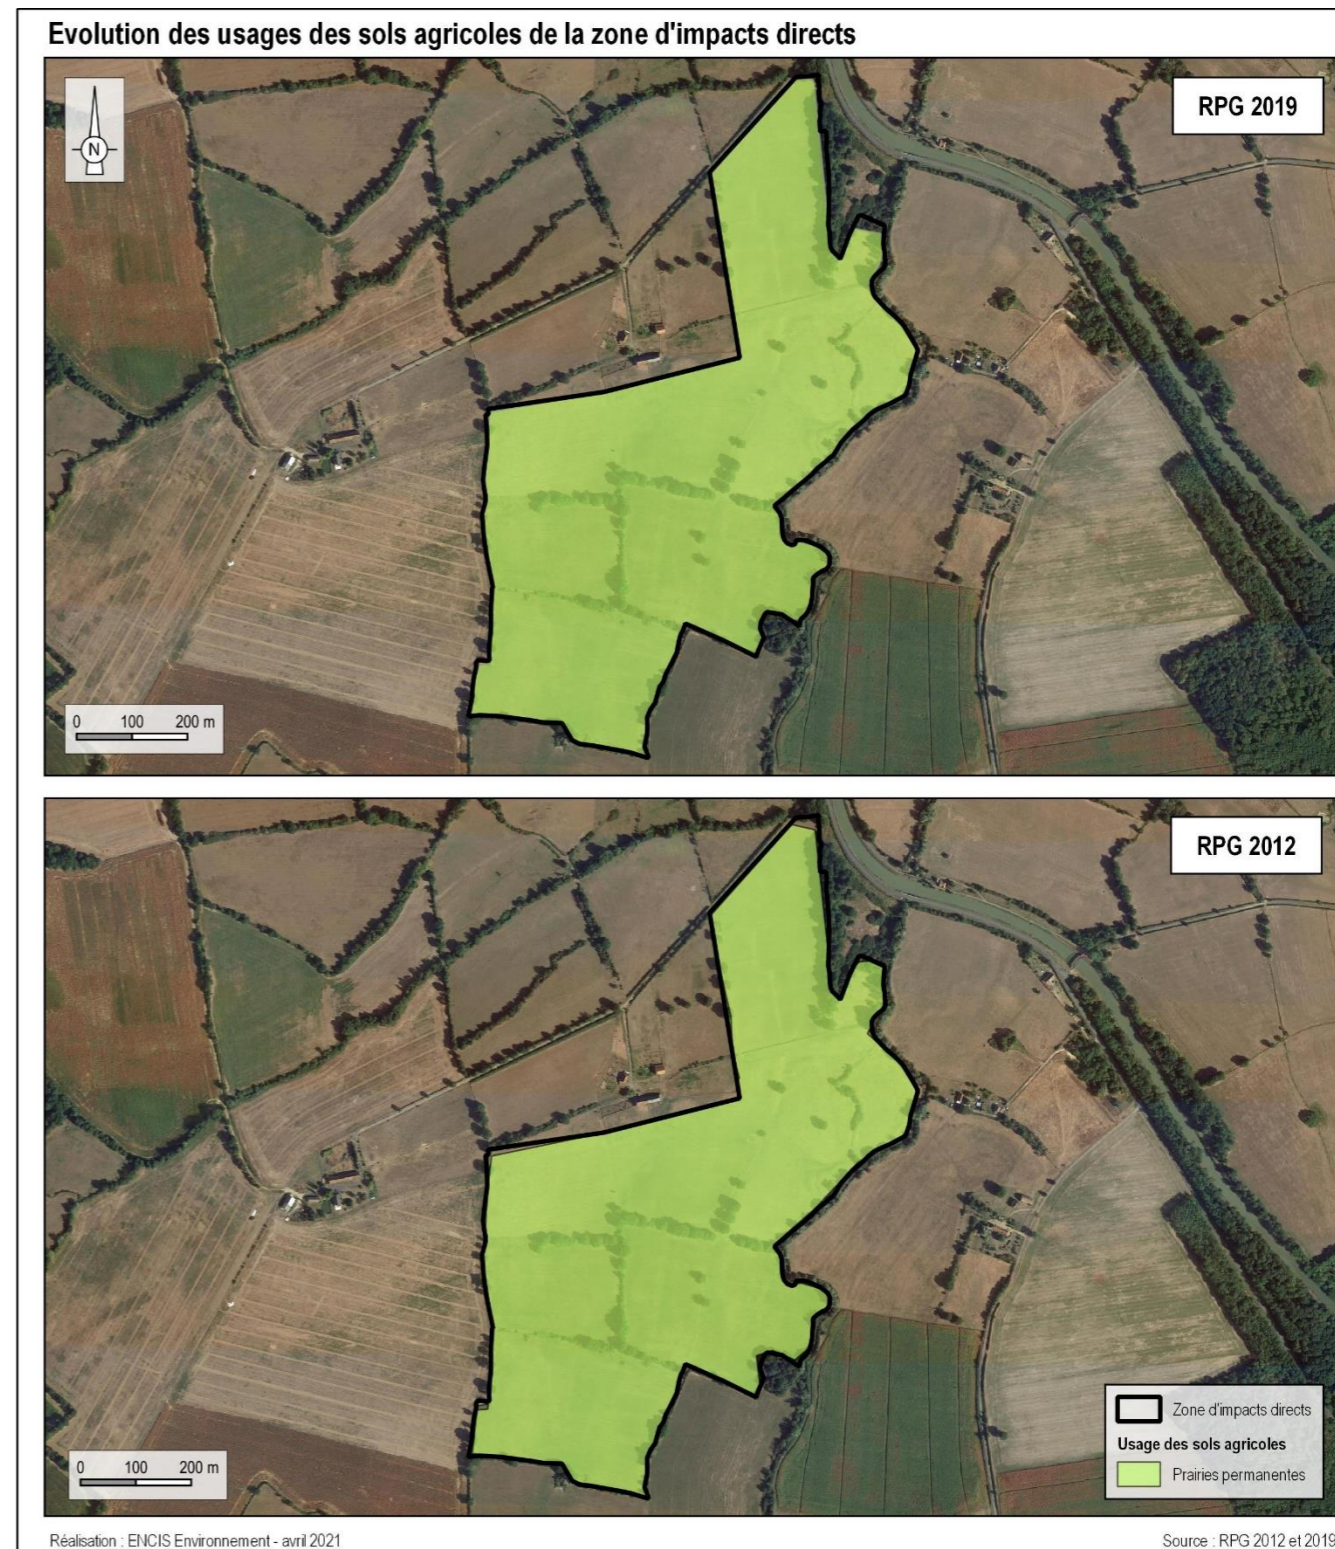 Evolution des usages des sols agricoles de la zone d'impacts directs
RPG 2019
N
0 100 200 m
RPG 2012
Zone d'impacts directs
Usage des sols agricoles
Prairies permanentes
0 100 200 m
Réalisation : ENCIS Environnement - avril 2021
Source : RPG 2012 et 2019